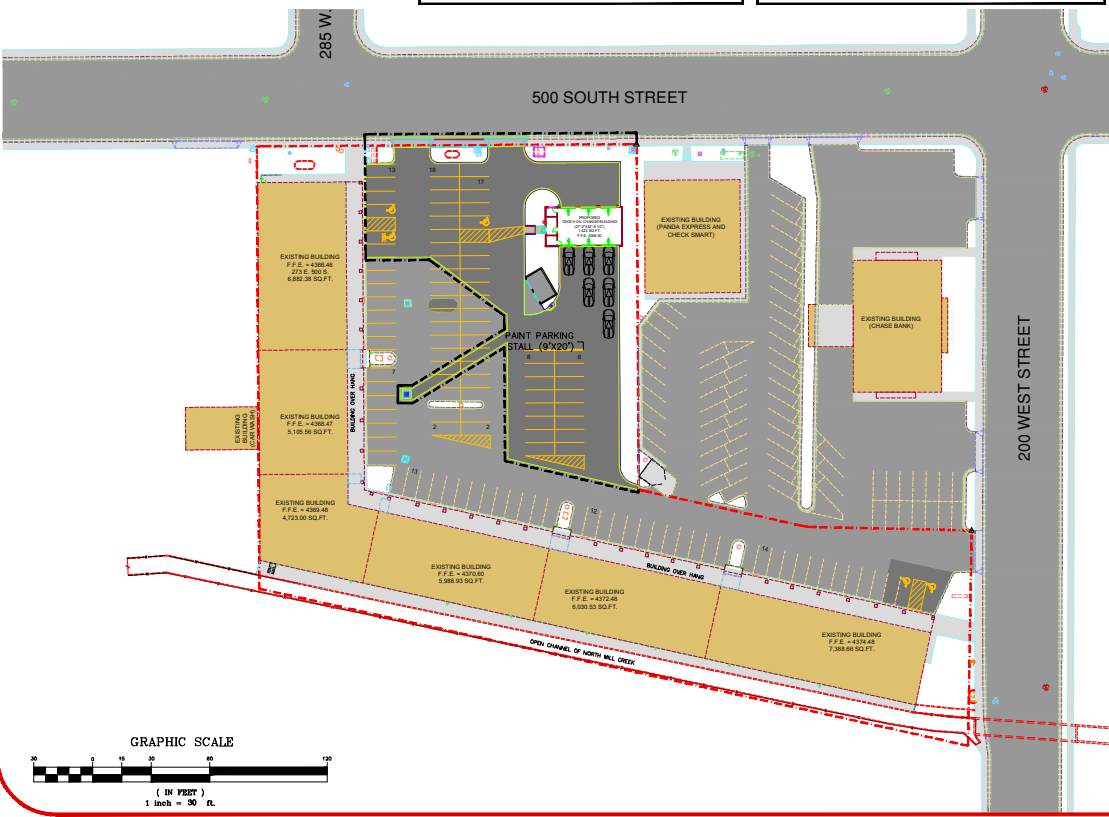 285 W.
500 SOUTH STREET
13
18
17
PROPOSED
TAKE 5 OIL CHANGE BUILDING
1,423 SQ.FT.
EXISTING BUILDING
(PANDA EXPRESS AND
CHECK SMART)
EXISTING BUILDING
F.F.E. = 4366.46
273 E. 500 S.
6,882.38 SQ.FT.
EXISTING BUILDING
(CHASE BANK)
PAINT PARKING
STALL (9'X20')
8
8
7
200 WEST STREET
BUILDING OVER HANG
EXISTING
BUILDING
(CAR WASH)
EXISTING BUILDING
F.F.E. = 4368.47
5,105.56 SQ.FT.
2
2
13
EXISTING BUILDING
F.F.E. = 4369.48
4,723.00 SQ.FT.
12
14
BUILDING OVER HANG
EXISTING BUILDING
F.F.E. = 4370.60
5,988.93 SQ.FT.
EXISTING BUILDING
F.F.E. = 4372.48
6,030.53 SQ.FT.
EXISTING BUILDING
F.F.E. = 4374.48
7,388.66 SQ.FT.
OPEN CHANNEL OF NORTH MILL CREEK
GRAPHIC SCALE
30 0 15 30 60 120
( IN FEET )
1 inch = 30 ft.